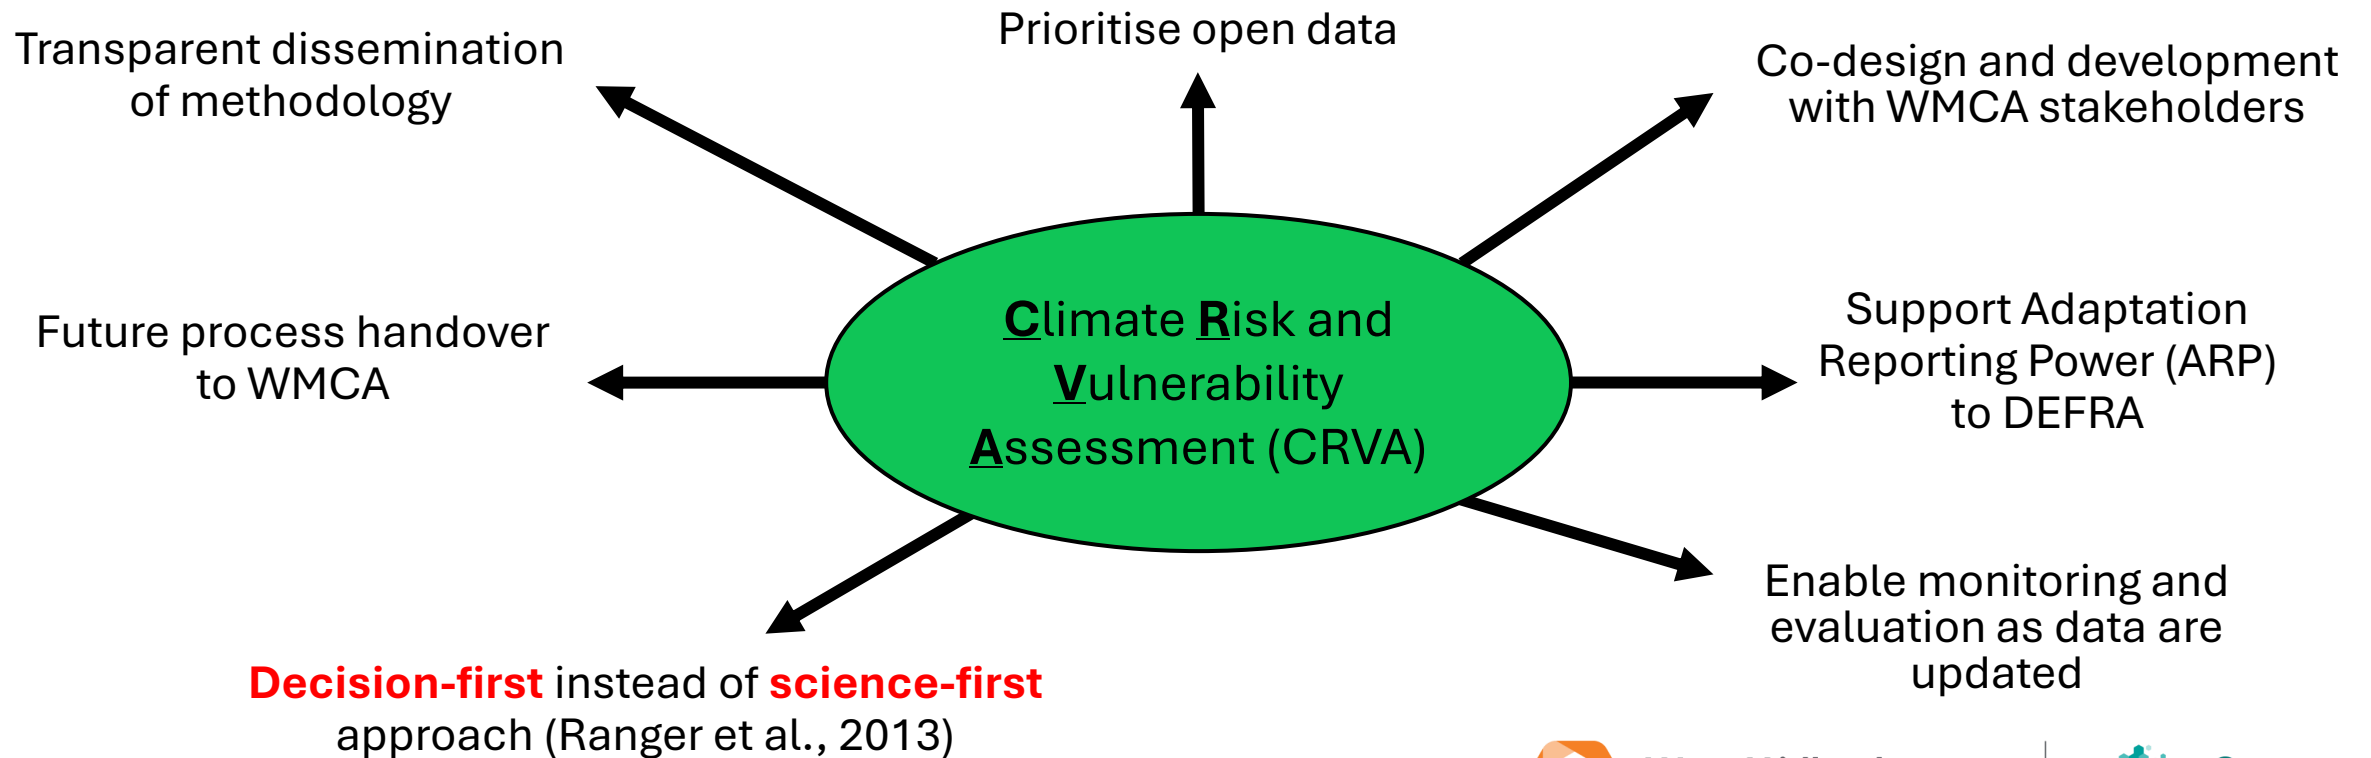 Prioritise open data
Transparent dissemination
of methodology
Co-design and development
with WMCA stakeholders
Climate Risk and
Vulnerability
Assessment (CRVA)
Future process handover
to WMCA
Support Adaptation
Reporting Power (ARP)
to DEFRA
Enable monitoring and
evaluation as data are
updated
Decision-first instead of science-first
approach (Ranger et al., 2013)